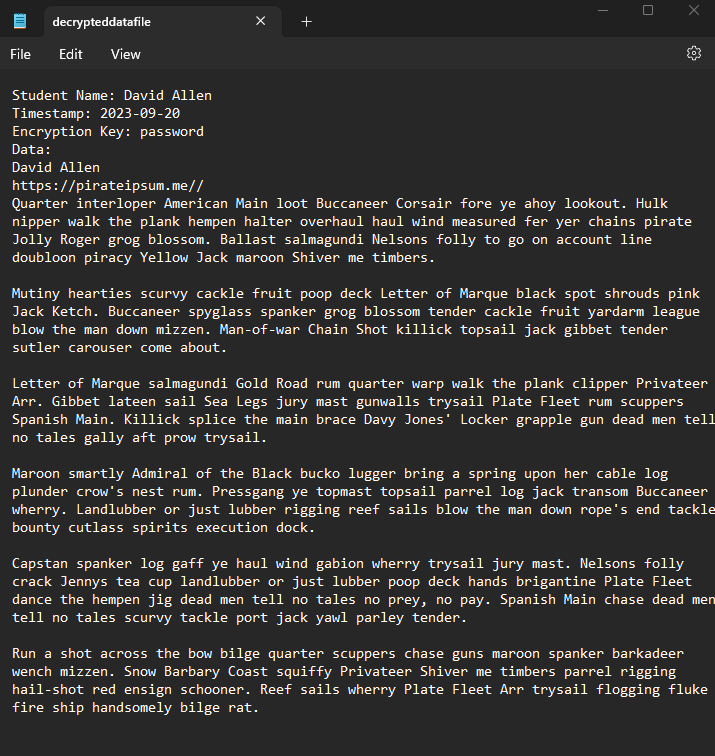 decrypteddatafile
File Edit View
Student Name: David Allen
Timestamp: 2023-09-20
Encryption Key: password
Data:
David Allen
https://pirateipsum.me//
Quarter interloper American Main loot Buccaneer Corsair fore ye ahoy lookout. Hulk
nipper walk the plank hempen halter overhaul haul wind measured fer yer chains pirate
Jolly Roger grog blossom. Ballast salmagundi Nelsons folly to go on account line
doubloon piracy Yellow Jack maroon Shiver me timbers.

Mutiny hearties scurvy cackle fruit poop deck Letter of Marque black spot shrouds pink
Jack Ketch. Buccaneer spyglass spanker grog blossom tender cackle fruit yardarm league
blow the man down mizzen. Man-of-war Chain Shot killick topsail jack gibbet tender
sutler carouser come about.

Letter of Marque salmagundi Gold Road rum quarter warp walk the plank clipper Privateer
Arr. Gibbet lateen sail Sea Legs jury mast gunwalls trysail Plate Fleet rum scuppers
Spanish Main. Killick splice the main brace Davy Jones' Locker grapple gun dead men tell
no tales gally aft prow trysail.

Maroon smartly Admiral of the Black bucko lugger bring a spring upon her cable log
plunder crow's nest rum. Pressgang ye topmast topsail parrel log jack transom Buccaneer
wherry. Landlubber or just lubber rigging reef sails blow the man down rope's end tackle
bounty cutlass spirits execution dock.

Capstan spanker log gaff ye haul wind gabion wherry trysail jury mast. Nelsons folly
crack Jennys tea cup landlubber or just lubber poop deck hands brigantine Plate Fleet
dance the hempen jig dead men tell no tales no prey, no pay. Spanish Main chase dead men
tell no tales scurvy tackle port jack yawl parley tender.

Run a shot across the bow bilge quarter scuppers chase guns maroon spanker barkadeer
wench mizzen. Snow Barbary Coast squiffy Privateer Shiver me timbers parrel rigging
hail-shot red ensign schooner. Reef sails wherry Plate Fleet Arr trysail flogging fluke
fire ship handsomely bilge rat.